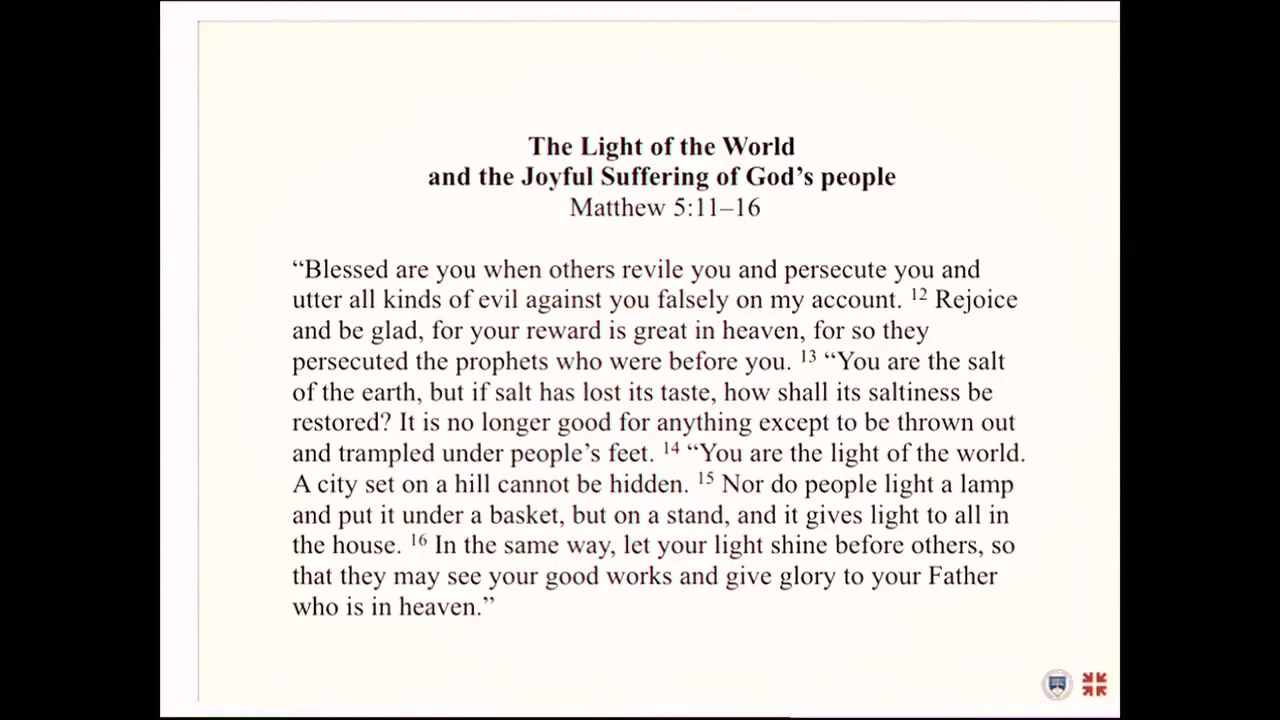 The Light of the World
and the Joyful Suffering of God’s people
Matthew 5:11–16
“Blessed are you when others revile you and persecute you and
utter all kinds of evil against you falsely on my account. 12 Rejoice
and be glad, for your reward is great in heaven, for so they
persecuted the prophets who were before you. 13 “You are the salt
of the earth, but if salt has lost its taste, how shall its saltiness be
restored? It is no longer good for anything except to be thrown out
and trampled under people’s feet. 14 “You are the light of the world.
A city set on a hill cannot be hidden. 15 Nor do people light a lamp
and put it under a basket, but on a stand, and it gives light to all in
the house. 16 In the same way, let your light shine before others, so
that they may see your good works and give glory to your Father
who is in heaven.”